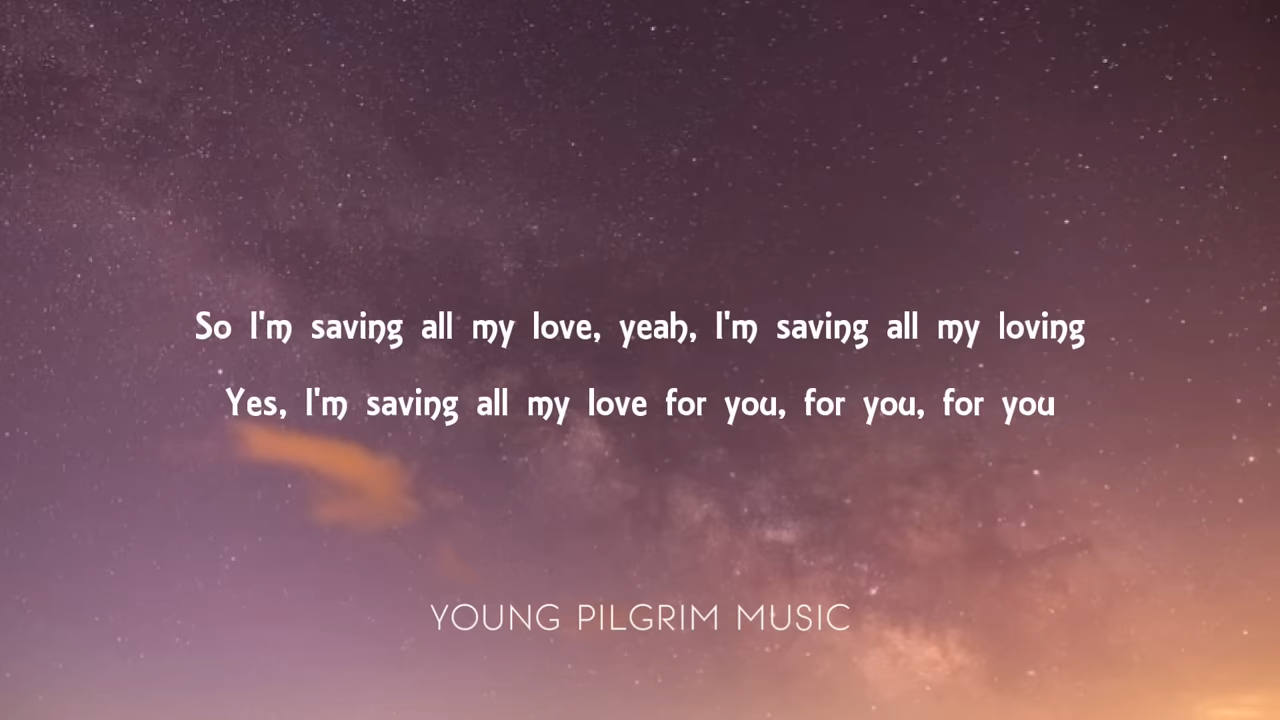 So I'm saving all my love, yeah, I'm saving all my loving
Yes, I'm saving all my love for you, for you, for you
YOUNG PILGRIM MUSIC